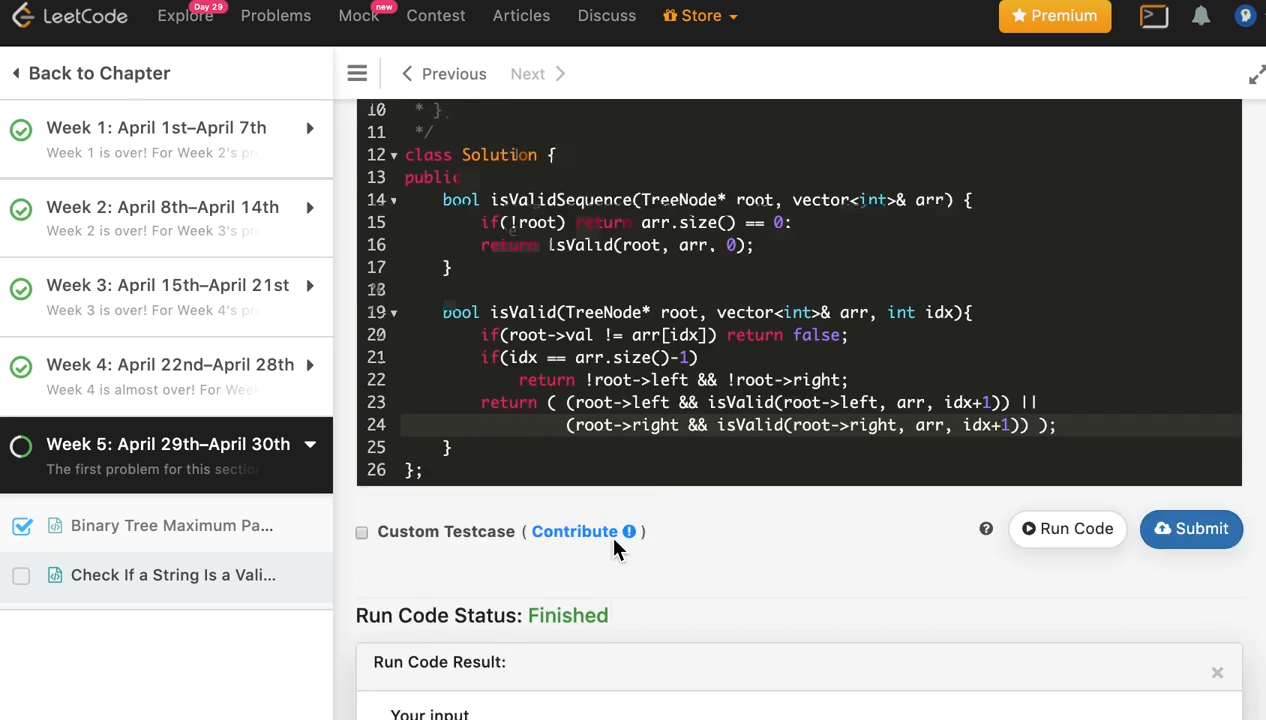 LeetCode
Explore
Day 29
Problems
Mock
new
Contest
Articles
Discuss
Store
Premium
Back to Chapter
Previous
Next
Week 1: April 1st–April 7th
Week 1 is over! For Week 2's pr
Week 2: April 8th–April 14th
Week 2 is over! For Week 3's p
Week 3: April 15th–April 21st
Week 3 is over! For Week 4's p
Week 4: April 22nd–April 28th
Week 4 is almost over! For Wee
Week 5: April 29th–April 30th
The first problem for this sectio
Binary Tree Maximum Pa...
Check If a String Is a Vali...
10 * }
11 */
12 class Solution {
13 public
14 bool isValidSequence(TreeNode* root, vector<int>& arr) {
15 if(!root) return arr.size() == 0:
16 return isValid(root, arr, 0);
17 }
18
19 bool isValid(TreeNode* root, vector<int>& arr, int idx){
20 if(root->val != arr[idx]) return false;
21 if(idx == arr.size()-1)
22 return !root->left && !root->right;
23 return ( (root->left && isValid(root->left, arr, idx+1)) ||
24 (root->right && isValid(root->right, arr, idx+1)) );
25 }
26 };
Custom Testcase ( Contribute )
Run Code
Submit
Run Code Status: Finished
Run Code Result:
Your input